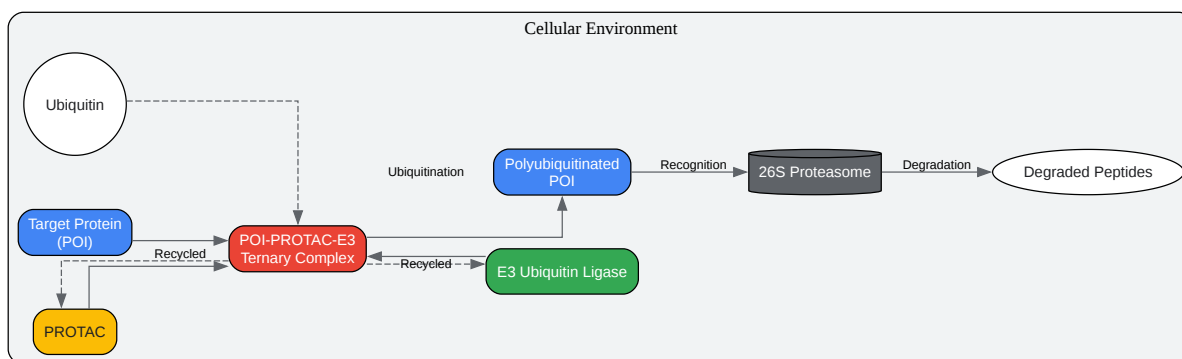 Cellular Environment
Ubiquitin
Ubiquitination
Polyubiquitinated
POI
Recognition
26S Proteasome
Degradation
Degraded Peptides
Target Protein
(POI)
POI-PROTAC-E3
Ternary Complex
Recycled
Recycled
E3 Ubiquitin Ligase
PROTAC